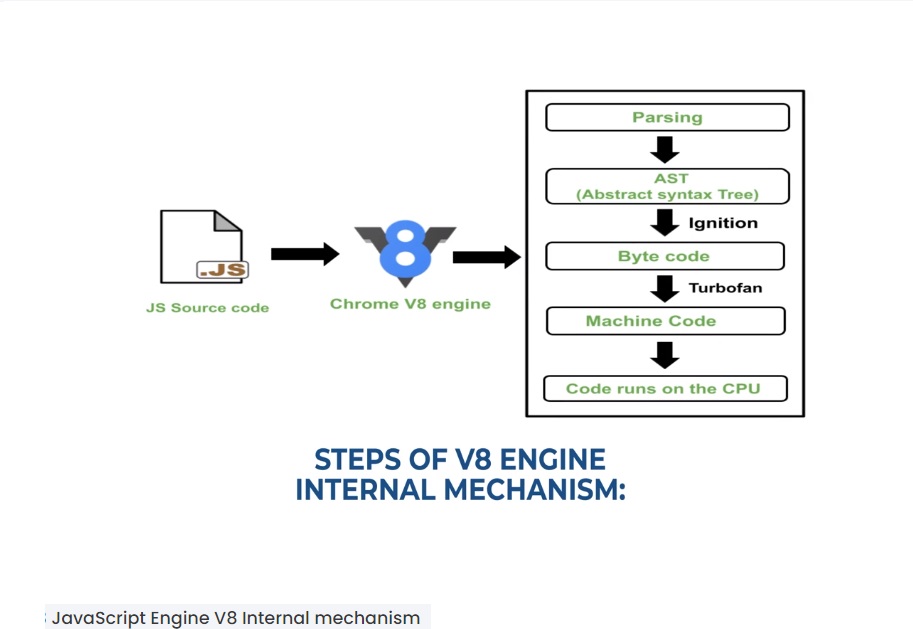 Parsing
AST
(Abstract syntax Tree)
Ignition
Byte code
Turbofan
Machine Code
Code runs on the CPU
.JS
JS Source code
8
Chrome V8 engine
STEPS OF V8 ENGINE
INTERNAL MECHANISM:
JavaScript Engine V8 Internal mechanism